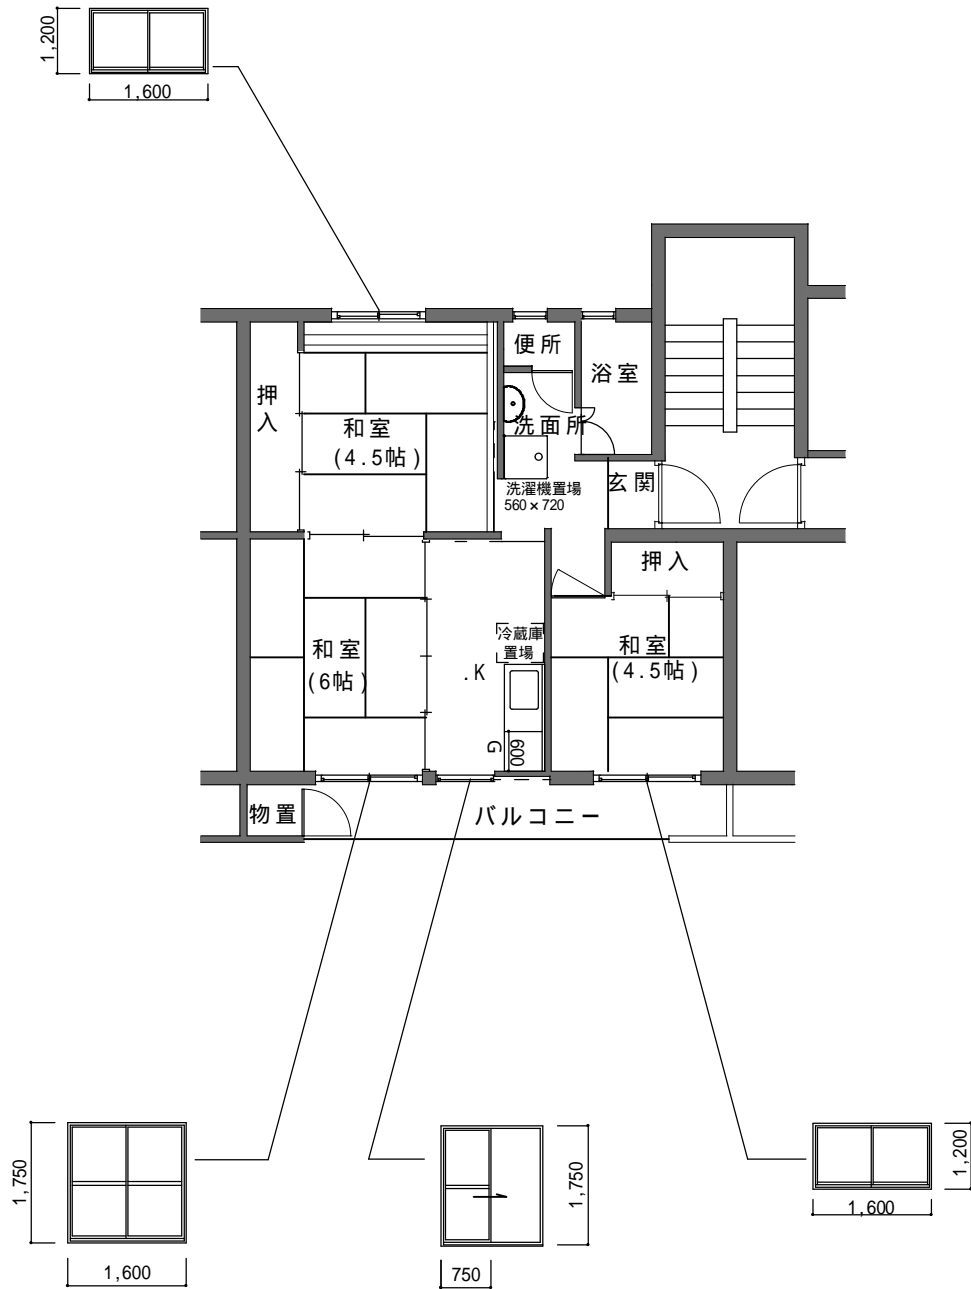 1,200
1,600
便所
浴室
押入
和室
(4.5帖)
洗面所
洗濯機置場
560×720
玄関
押入
冷蔵庫
置場
和室
(6帖)
.K
和室
(4.5帖)
G
600
物置
バルコニー
1,750
1,600
1,750
750
1,200
1,600